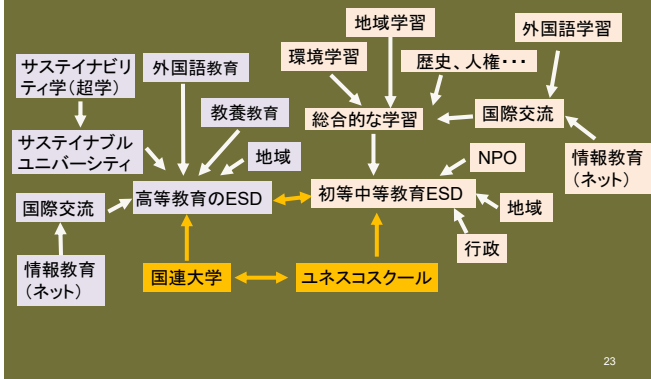 地域学習
外国語学習
サステイナビリ
ティ学（超学）
外国語教育
環境学習
歴史、人権・・・
教養教育
総合的な学習
国際交流
サステイナブル
ユニバーシティ
地域
NPO
情報教育
（ネット）
国際交流
高等教育のESD
初等中等教育ESD
地域
行政
情報教育
（ネット）
国連大学
ユネスコスクール
23